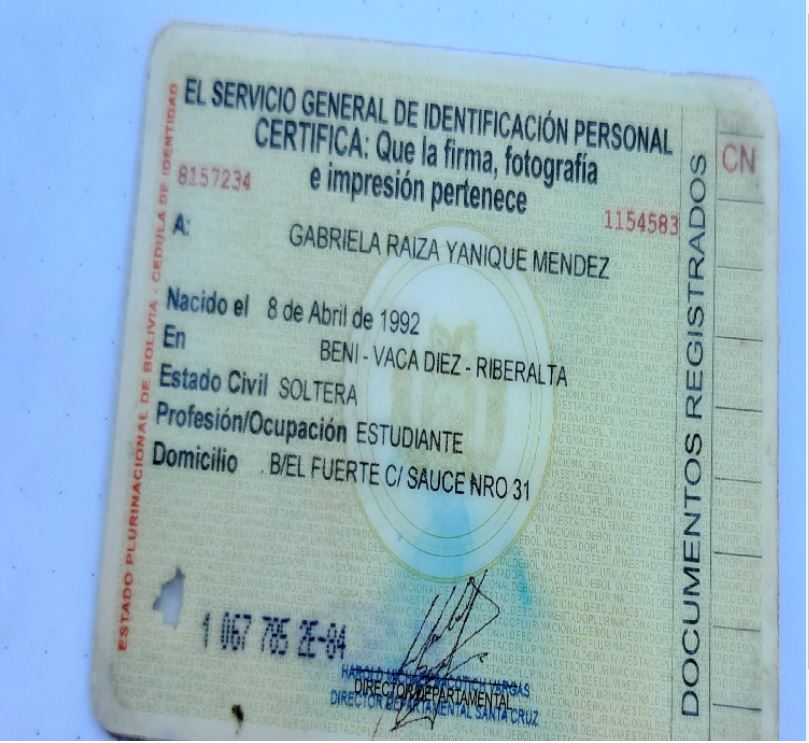 EL SERVICIO GENERAL DE IDENTIFICACIÓN PERSONAL
CERTIFICA: Que la firma, fotografía
e impresión pertenece
8157234
1154583
A: GABRIELA RAIZA YANIQUE MENDEZ
Nacido el 8 de Abril de 1992
En BENI - VACA DIEZ - RIBERALTA
Estado Civil SOLTERA
Profesión/Ocupación ESTUDIANTE
Domicilio . B/EL FUERTE C/ SAUCE NRO 31
1 067 785 2E-84
VARGAS
DIRECTOR DEPARTAMENTAL
DIRECTOR DEPARTAMENTAL SANTA CRUZ
ESTADO PLURINACIONAL DE BOLIVIA - CEDULA DE IDENTIDAD
DOCUMENTOS REGISTRADOS
CN